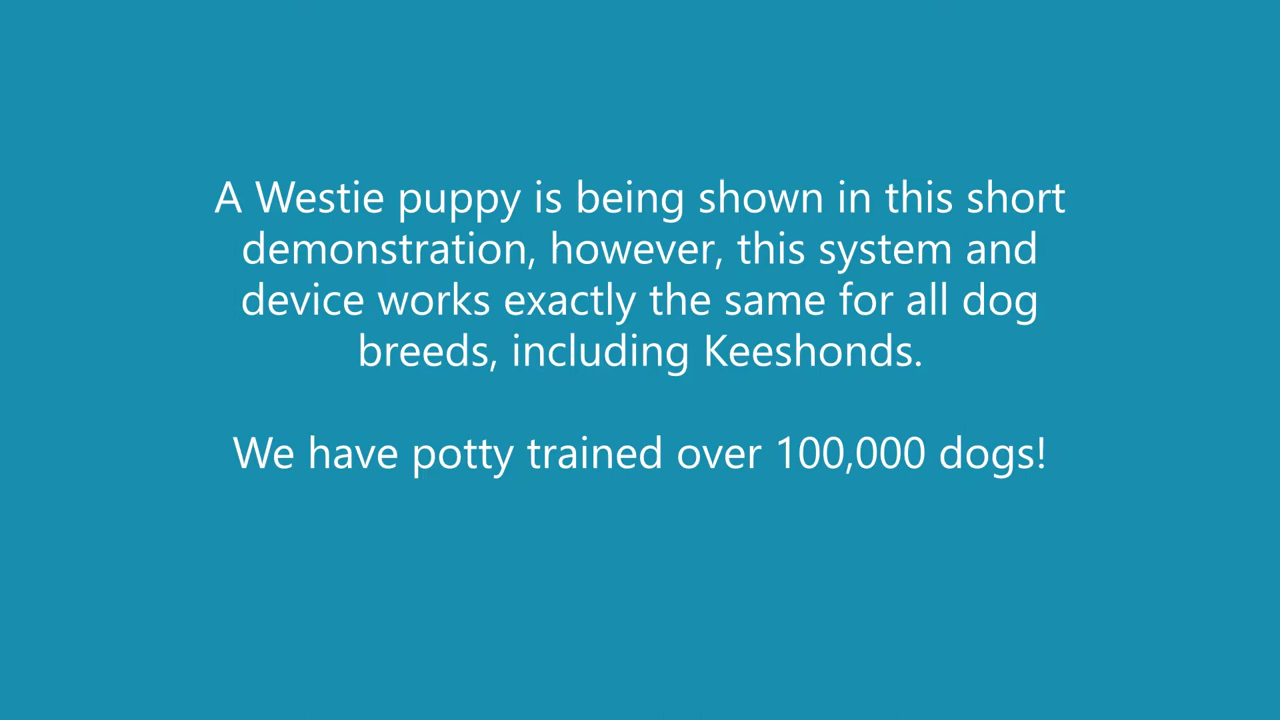 A Westie puppy is being shown in this short
demonstration, however, this system and
device works exactly the same for all dog
breeds, including Keeshonds.
We have potty trained over 100,000 dogs!